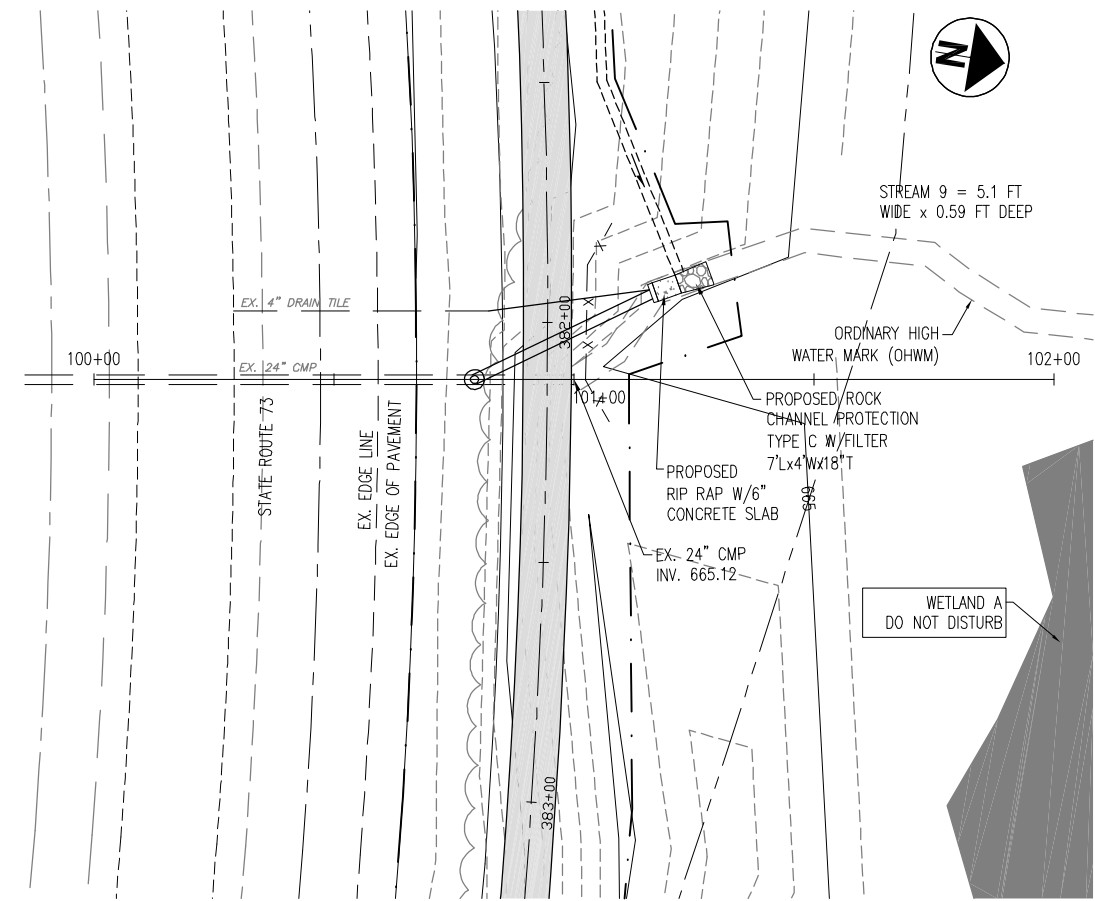 N
STREAM 9 = 5.1 FT
WIDE x 0.59 FT DEEP
EX. 4" DRAIN TILE
382+00
ORDINARY HIGH
WATER MARK (OHWM)
100+00
EX. 24" CMP
102+00
101+00
STATE ROUTE 73
EX. EDGE LINE
EX. EDGE OF PAVEMENT
PROPOSED ROCK
CHANNEL PROTECTION
TYPE C W/FILTER
7'Lx4'Wx18"T
PROPOSED
RIP RAP W/6"
CONCRETE SLAB
665
EX. 24" CMP
INV. 665.12
WETLAND A
DO NOT DISTURB
383+00